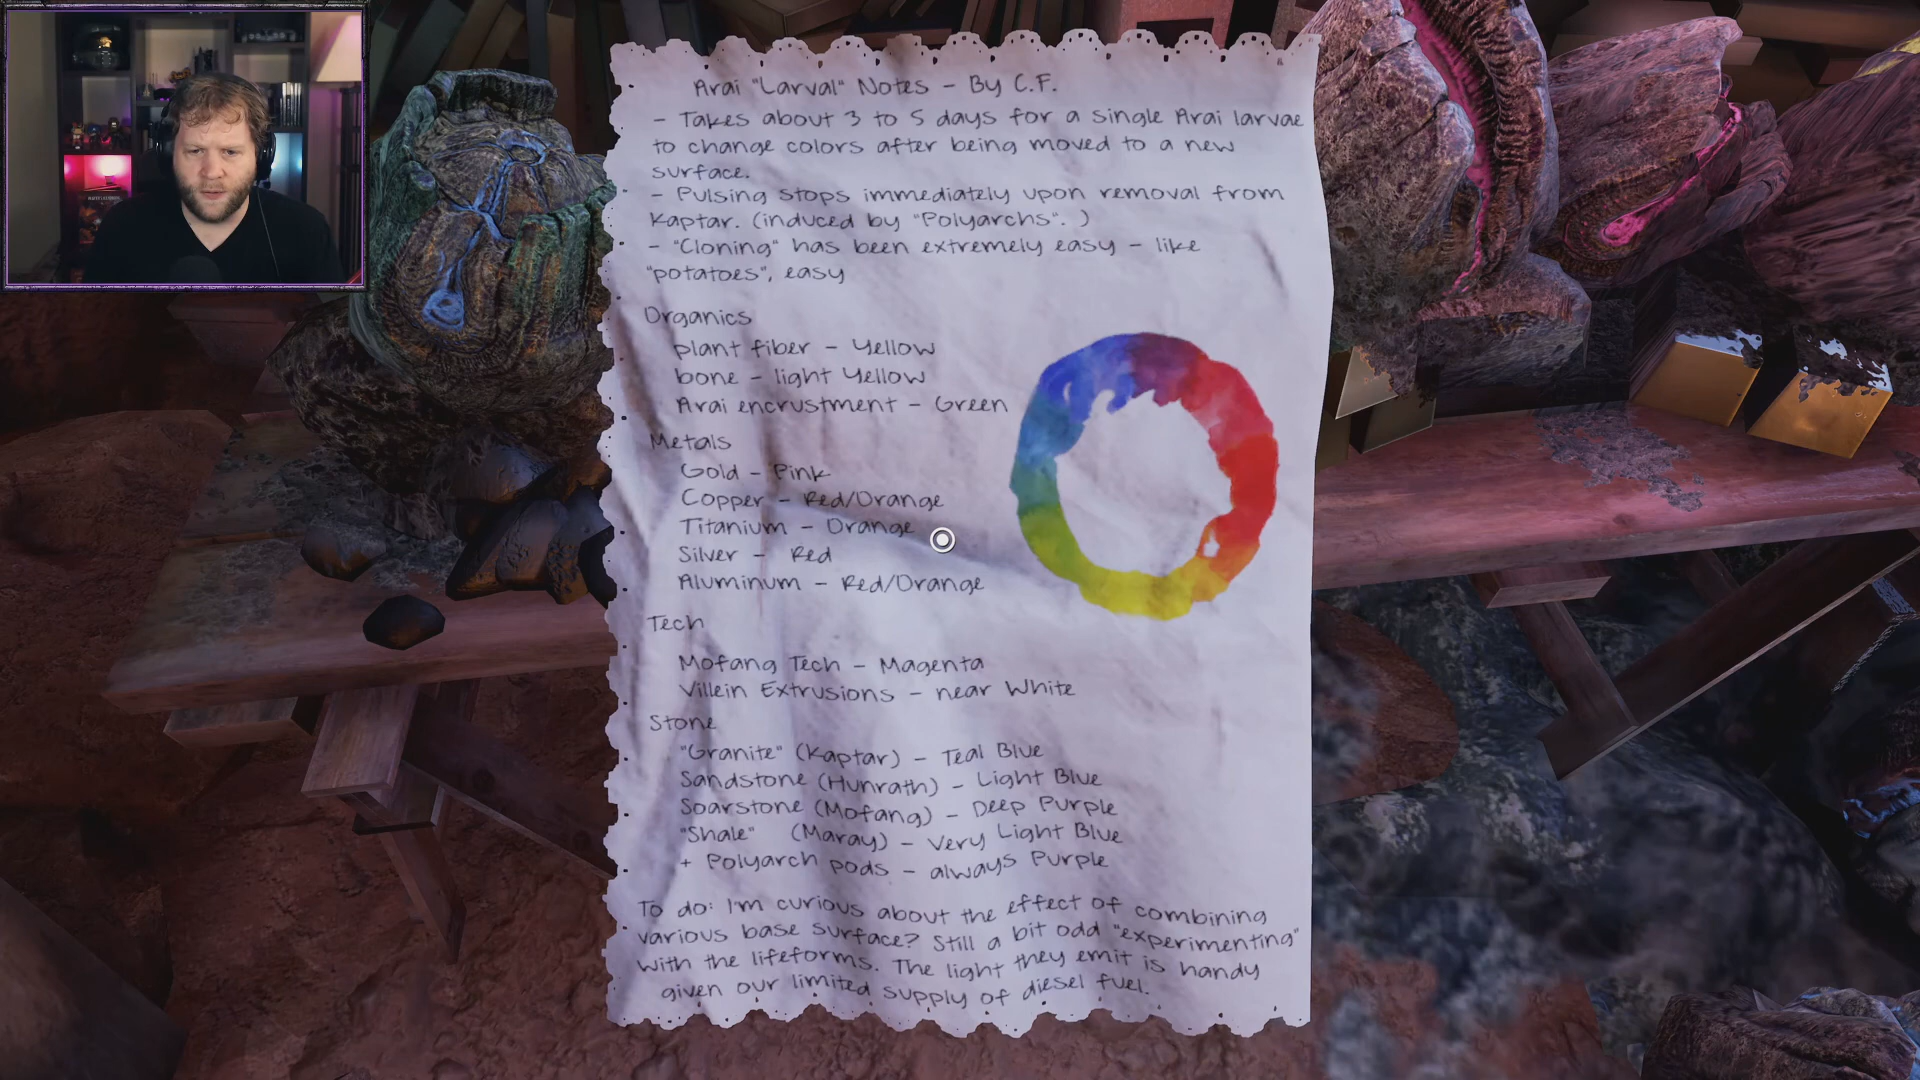 Arai "Larval" Notes - By C.F.
- Takes about 3 to 5 days for a single Arai larvae
to change colors after being moved to a new
surface.
- Pulsing stops immediately upon removal from
Kaptar. (induced by "Polyarchs". )
- "Cloning" has been extremely easy - like
"potatoes", easy
Organics
plant fiber - Yellow
bone - light Yellow
Arai encrustment - Green
Metals
Gold - Pink
Copper - Red/Orange
Titanium - Orange
Silver - Red
Aluminum - Red/Orange
Tech
Mofang Tech - Magenta
Villein Extrusions - near White
Stone
"Granite" (Kaptar) - Teal Blue
Sandstone (Hunrath) - Light Blue
Soarstone (Mofang) - Deep Purple
"Shale" (Maray) - Very Light Blue
+ Polyarch pods - always Purple
To do: I'm curious about the effect of combining
various base surface? Still a bit odd "experimenting"
with the lifeforms. The light they emit is handy
given our limited supply of diesel fuel.